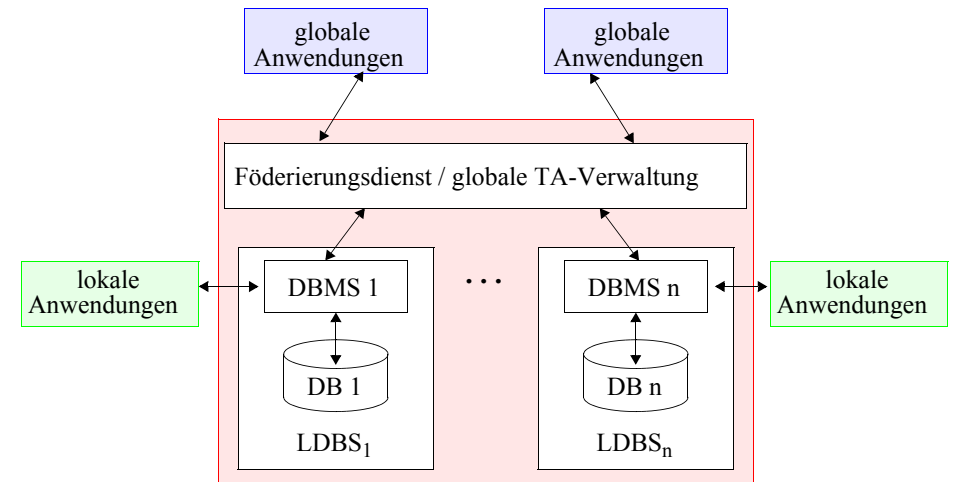 globale
Anwendungen
globale
Anwendungen
Föderierungsdienst / globale TA-Verwaltung
lokale
Anwendungen
DBMS 1
...
DBMS n
lokale
Anwendungen
DB 1
DB n
LDBS1
LDBSn